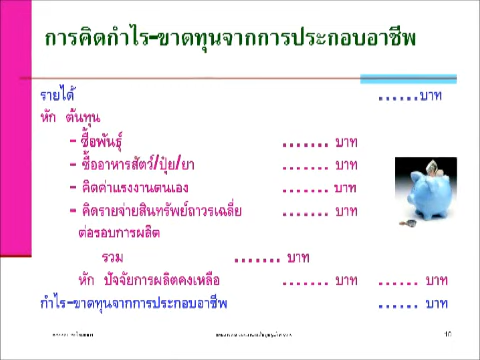 การคิดกำไร-ขาดทุนจากการประกอบอาชีพ
รายได้ ......บาท
หัก ต้นทุน
- ซื้อพันธุ์ ....... บาท
- ซื้ออาหารสัตว์/ปุ๋ย/ยา ....... บาท
- คิดค่าแรงงานตนเอง ....... บาท
- คิดรายจ่ายสินทรัพย์ถาวรเฉลี่ย ....... บาท
ต่อรอบการผลิต
รวม ....... บาท
หัก ปัจจัยการผลิตคงเหลือ ....... บาท ...... บาท
กำไร-ขาดทุนจากการประกอบอาชีพ ...... บาท